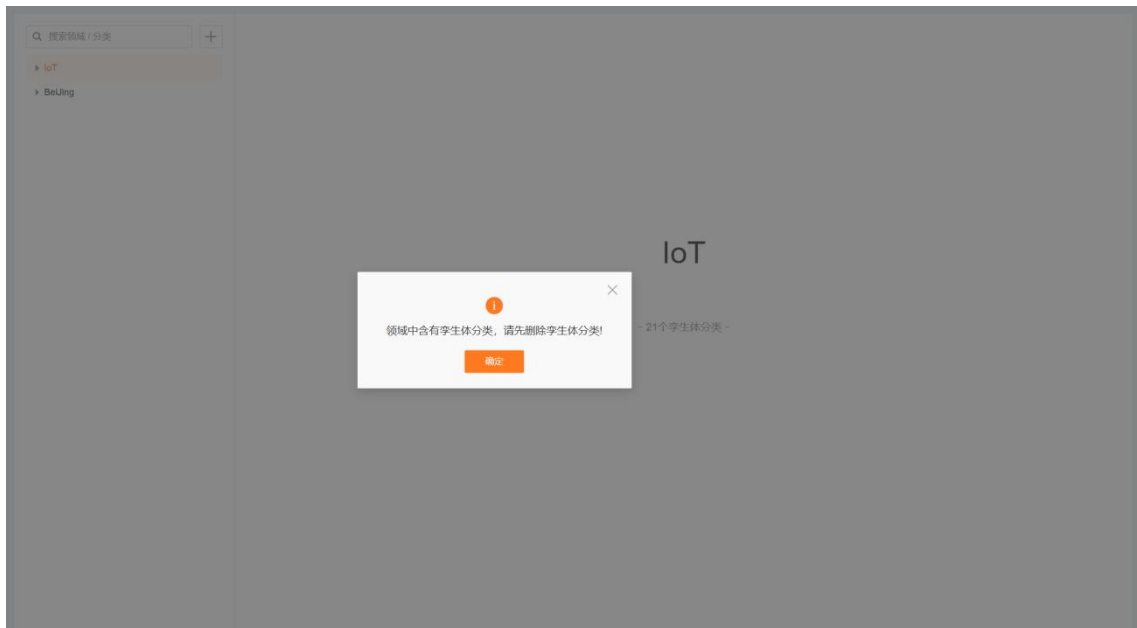 搜索领域 / 分类
IoT
BeiJing
IoT
- 21个孪生体分类 -
领域中含有孪生体分类，请先删除孪生体分类!
确定